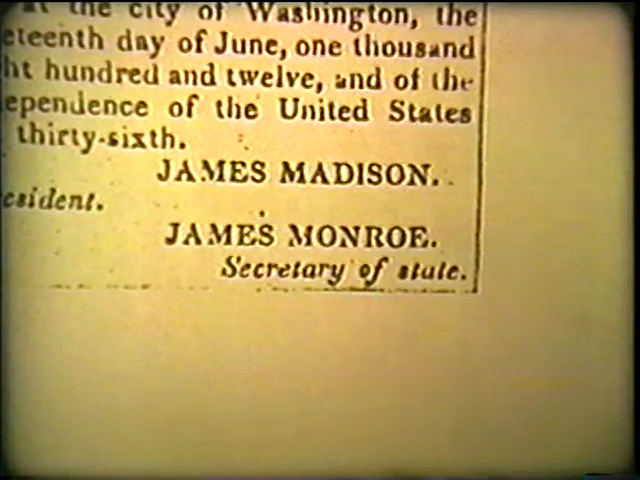 at the city of Washington, the
eteenth day of June, one thousand
ht hundred and twelve, and of the
ependence of the United States
thirty-sixth.
JAMES MADISON.
esident.
JAMES MONROE.
Secretary of state.